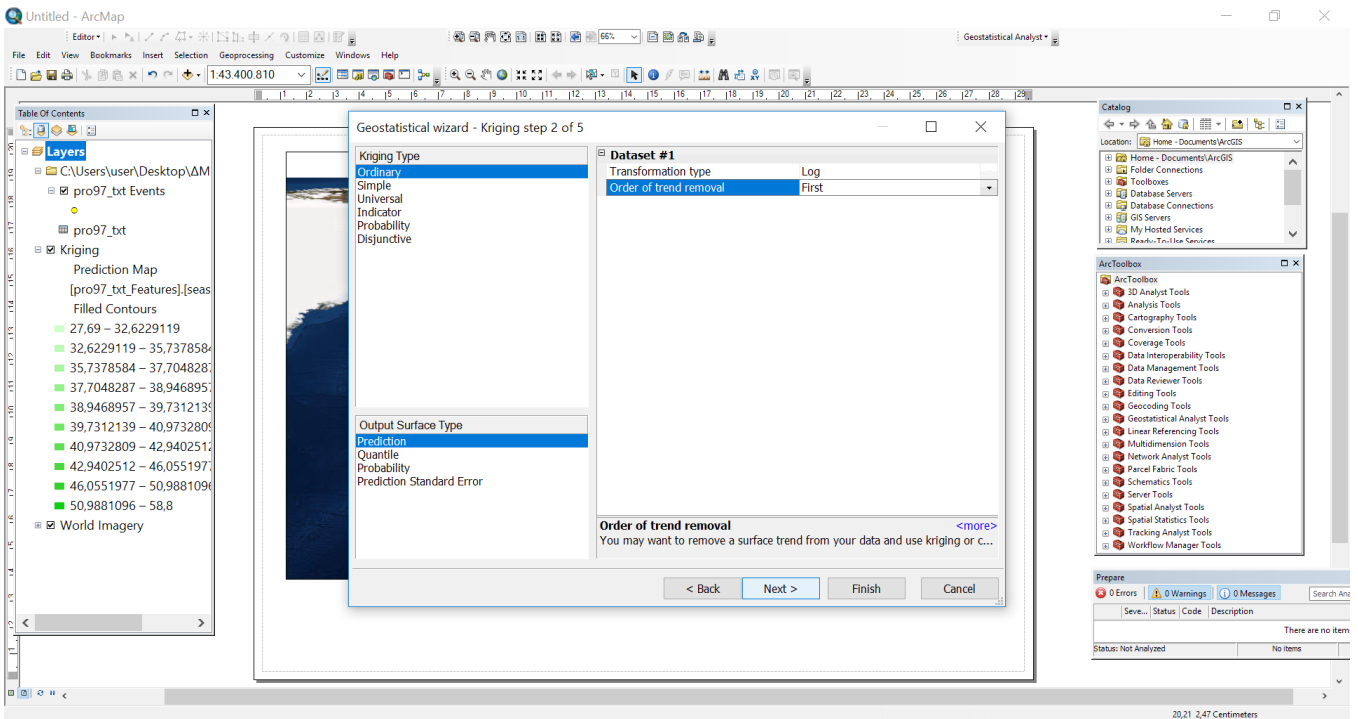 Untitled - ArcMap
Editor
66%
Geostatistical Analyst
File Edit View Bookmarks Insert Selection Geoprocessing Customize Windows Help
1:43.400.810
Table Of Contents
Layers
C:\Users\user\Desktop\ΔM
pro97_txt Events
pro97_txt
Kriging
Prediction Map
[pro97_txt_Features].[seas
Filled Contours
27,69 – 32,6229119
32,6229119 – 35,7378584
35,7378584 – 37,7048287
37,7048287 – 38,9468957
38,9468957 – 39,7312139
39,7312139 – 40,9732809
40,9732809 – 42,9402512
42,9402512 – 46,0551977
46,0551977 – 50,9881096
50,9881096 – 58,8
World Imagery
Geostatistical wizard - Kriging step 2 of 5
Kriging Type
Ordinary
Simple
Universal
Indicator
Probability
Disjunctive
Output Surface Type
Prediction
Quantile
Probability
Prediction Standard Error
Dataset #1
Transformation type Log
Order of trend removal First
Order of trend removal <more>
You may want to remove a surface trend from your data and use kriging or c...
< Back Next > Finish Cancel
Catalog
Location: Home - Documents\ArcGIS
Home - Documents\ArcGIS
Folder Connections
Toolboxes
Database Servers
Database Connections
GIS Servers
My Hosted Services
Ready-To-Use Services
ArcToolbox
ArcToolbox
3D Analyst Tools
Analysis Tools
Cartography Tools
Conversion Tools
Coverage Tools
Data Interoperability Tools
Data Management Tools
Data Reviewer Tools
Editing Tools
Geocoding Tools
Geostatistical Analyst Tools
Linear Referencing Tools
Multidimension Tools
Network Analyst Tools
Parcel Fabric Tools
Schematics Tools
Server Tools
Spatial Analyst Tools
Spatial Statistics Tools
Tracking Analyst Tools
Workflow Manager Tools
Prepare
0 Errors 0 Warnings 0 Messages Search Ana
Seve... Status Code Description
There are no item
Status: Not Analyzed No items
20,21 2,47 Centimeters